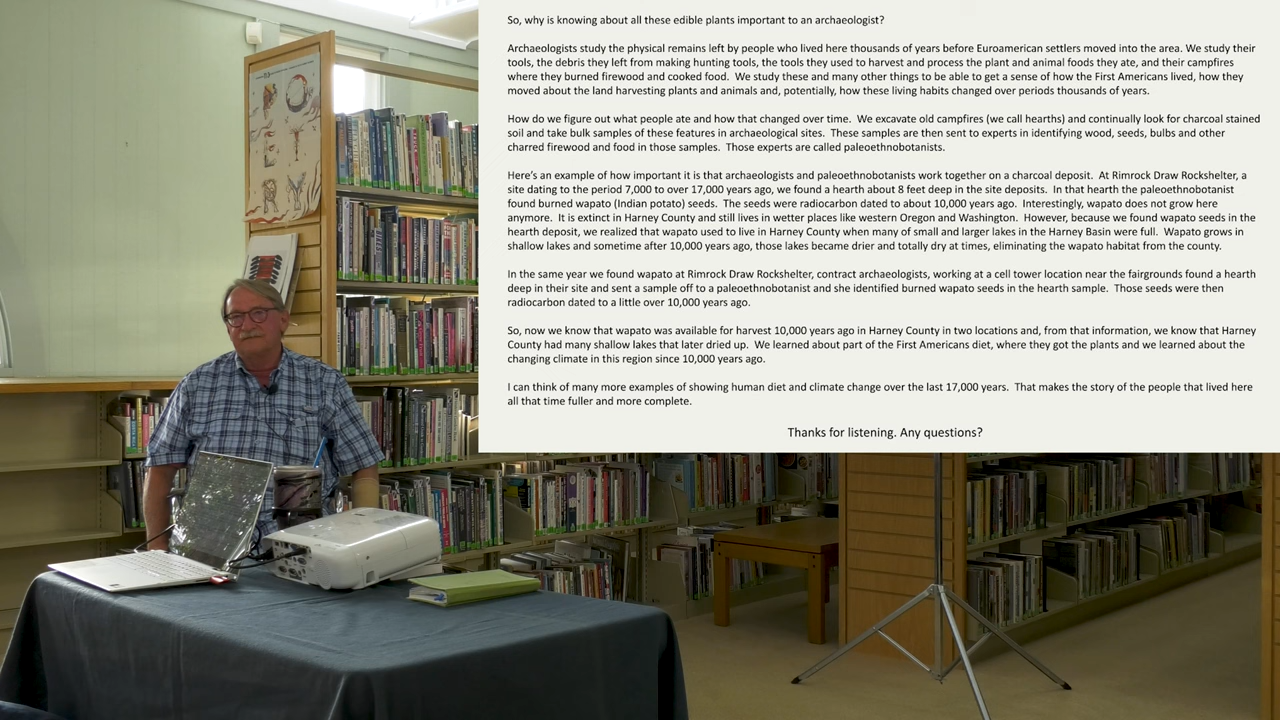 So, why is knowing about all these edible plants important to an archaeologist?
Archaeologists study the physical remains left by people who lived here thousands of years before Euroamerican settlers moved into the area. We study their
tools, the debris they left from making hunting tools, the tools they used to harvest and process the plant and animal foods they ate, and their campfires
where they burned firewood and cooked food. We study these and many other things to be able to get a sense of how the First Americans lived, how they
moved about the land harvesting plants and animals and, potentially, how these living habits changed over periods thousands of years.
How do we figure out what people ate and how that changed over time. We excavate old campfires (we call hearths) and continually look for charcoal stained
soil and take bulk samples of these features in archaeological sites. These samples are then sent to experts in identifying wood, seeds, bulbs and other
charred firewood and food in those samples. Those experts are called paleoethnobotanists.
Here's an example of how important it is that archaeologists and paleoethnobotanists work together on a charcoal deposit. At Rimrock Draw Rockshelter, a
site dating to the period 7,000 to over 17,000 years ago, we found a hearth about 8 feet deep in the site deposits. In that hearth the paleoethnobotanist
found burned wapato (Indian potato) seeds. The seeds were radiocarbon dated to about 10,000 years ago. Interestingly, wapato does not grow here
anymore. It is extinct in Harney County and still lives in wetter places like western Oregon and Washington. However, because we found wapato seeds in the
hearth deposit, we realized that wapato used to live in Harney County when many of small and larger lakes in the Harney Basin were full. Wapato grows in
shallow lakes and sometime after 10,000 years ago, those lakes became drier and totally dry at times, eliminating the wapato habitat from the county.
In the same year we found wapato at Rimrock Draw Rockshelter, contract archaeologists, working at a cell tower location near the fairgrounds found a hearth
deep in their site and sent a sample off to a paleoethnobotanist and she identified burned wapato seeds in the hearth sample. Those seeds were then
radiocarbon dated to a little over 10,000 years ago.
So, now we know that wapato was available for harvest 10,000 years ago in Harney County in two locations and, from that information, we know that Harney
County had many shallow lakes that later dried up. We learned about part of the First Americans diet, where they got the plants and we learned about the
changing climate in this region since 10,000 years ago.
I can think of many more examples of showing human diet and climate change over the last 17,000 years. That makes the story of the people that lived here
all that time fuller and more complete.
Thanks for listening. Any questions?